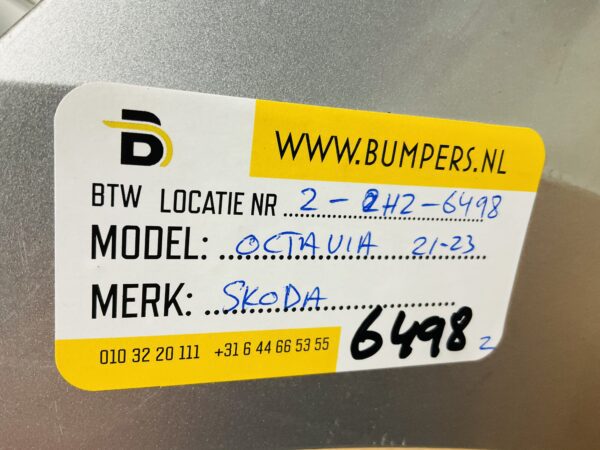 B
WWW.BUMPERS.NL
BTW LOCATIE NR 2-2H2-6498
MODEL: OCTAVIA 21-23
MERK: SKODA
010 32 20 111 +31 6 44 66 53 55 6498 2